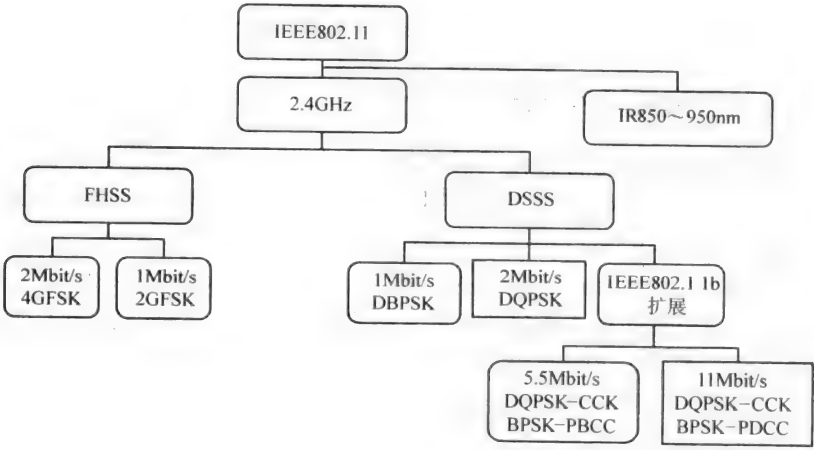 IEEE802.11
2.4GHz
IR850～950nm
FHSS
DSSS
2Mbit/s
4GFSK
1Mbit/s
2GFSK
1Mbit/s
DBPSK
2Mbit/s
DQPSK
IEEE802.1 1b
扩展
5.5Mbit/s
DQPSK-CCK
BPSK-PBCC
11Mbit/s
DQPSK-CCK
BPSK-PDCC